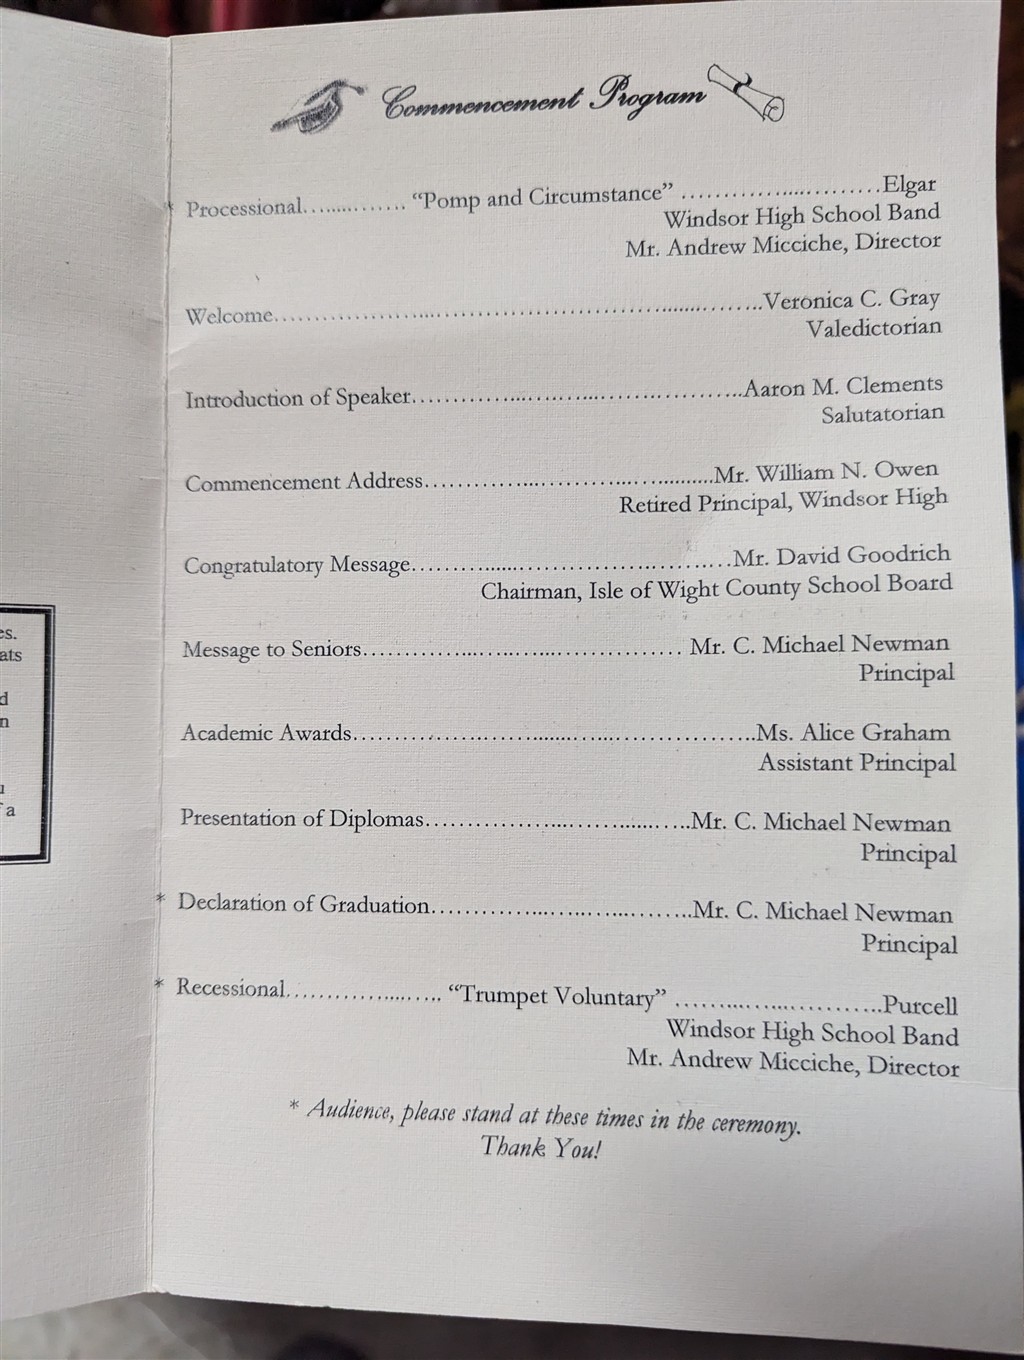 es.
ats
d
n
a
Commencement Program
* Processional............. “Pomp and Circumstance” ........................Elgar
Windsor High School Band
Mr. Andrew Micciche, Director
Welcome..................................................................Veronica C. Gray
Valedictorian
Introduction of Speaker.............................................Aaron M. Clements
Salutatorian
Commencement Address.......................................Mr. William N. Owen
Retired Principal, Windsor High
Congratulatory Message...........................................Mr. David Goodrich
Chairman, Isle of Wight County School Board
Message to Seniors............................................ Mr. C. Michael Newman
Principal
Academic Awards.......................................................Ms. Alice Graham
Assistant Principal
Presentation of Diplomas....................................Mr. C. Michael Newman
Principal
* Declaration of Graduation...................................Mr. C. Michael Newman
Principal
* Recessional..................... “Trumpet Voluntary” ...........................Purcell
Windsor High School Band
Mr. Andrew Micciche, Director
* Audience, please stand at these times in the ceremony.
Thank You!